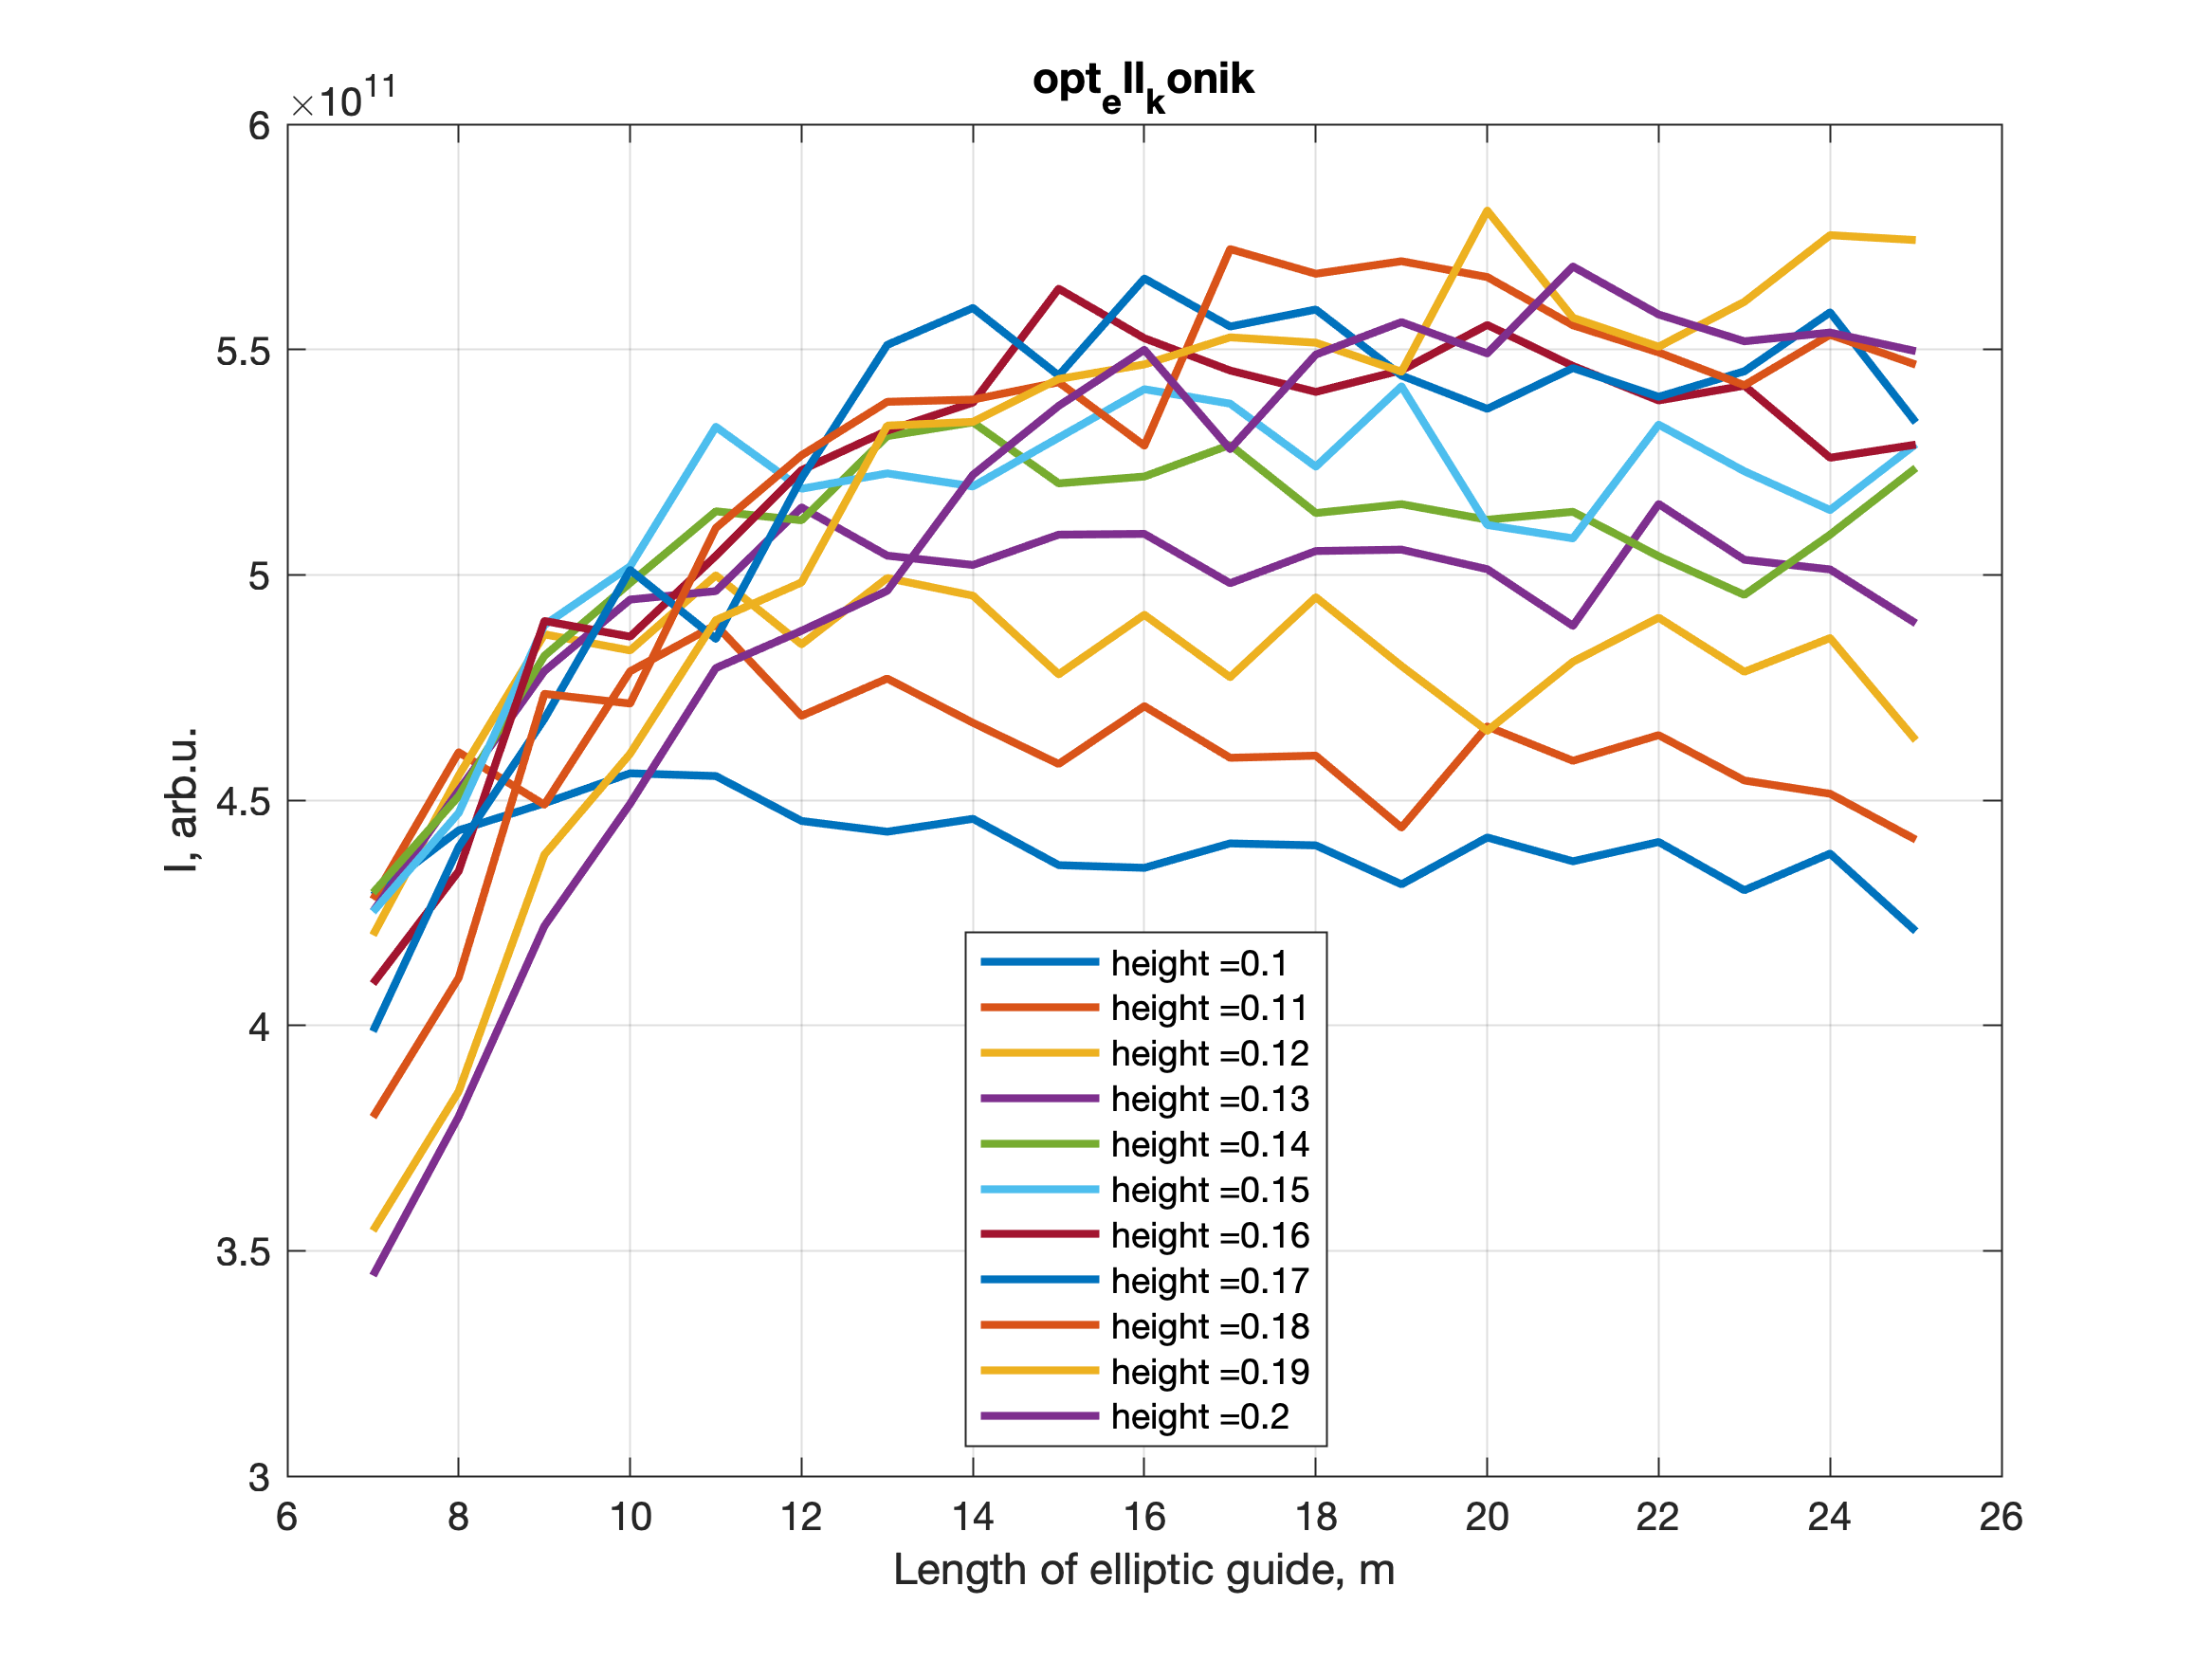 opt_ell_konik
×10^11
6
5.5
5
4.5
4
3.5
3
I, arb.u.
height =0.1
height =0.11
height =0.12
height =0.13
height =0.14
height =0.15
height =0.16
height =0.17
height =0.18
height =0.19
height =0.2
6 8 10 12 14 16 18 20 22 24 26
Length of elliptic guide, m